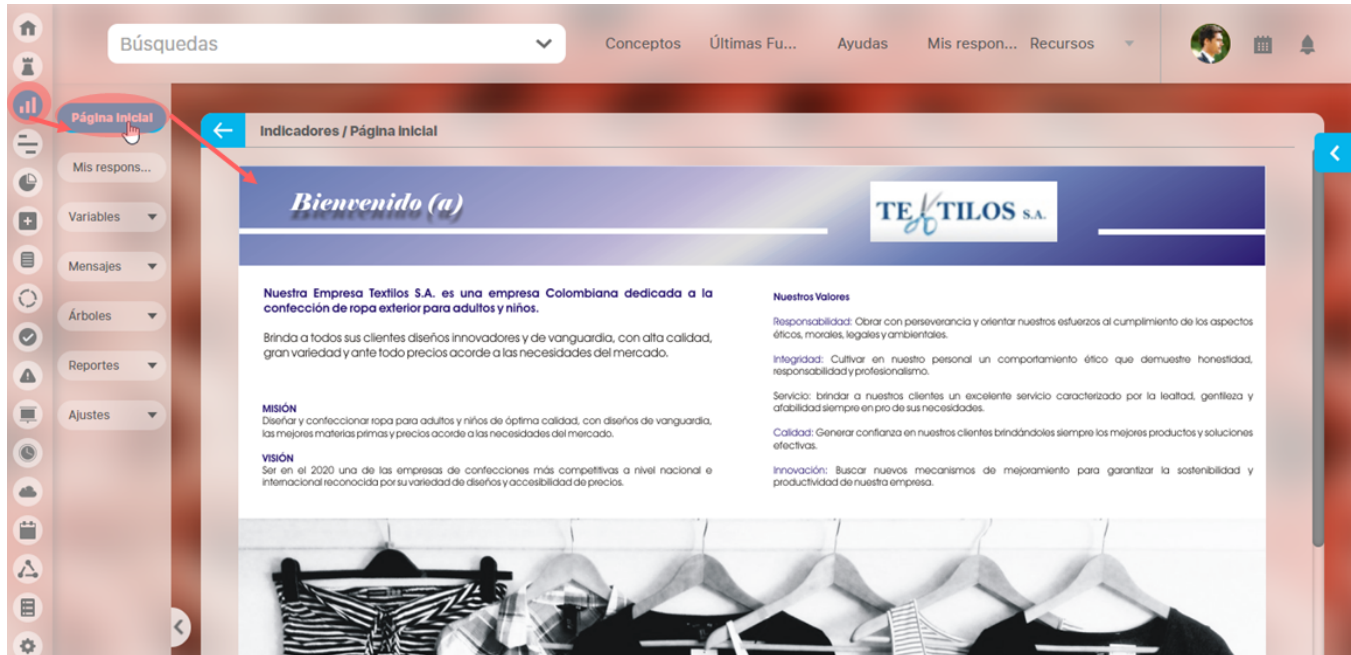 Búsquedas
Conceptos
Últimas Fu...
Ayudas
Mis respon...
Recursos
Página Inicial
Mis respons...
Variables
Mensajes
Árboles
Reportes
Ajustes
Indicadores / Página Inicial
Bienvenido (a)
TEXTILOS S.A.
Nuestra Empresa Textilos S.A. es una empresa Colombiana dedicada a la
confección de ropa exterior para adultos y niños.
Brinda a todos sus clientes diseños innovadores y de vanguardia, con alta calidad,
gran variedad y ante todo precios acorde a las necesidades del mercado.
MISIÓN
Diseñar y confeccionar ropa para adultos y niños de óptima calidad, con diseños de vanguardia,
las mejores materias primas y precios acorde a las necesidades del mercado.
VISIÓN
Ser en el 2020 una de las empresas de confecciones más competitivas a nivel nacional e
internacional reconocida por su variedad de diseños y accesibilidad de precios.
Nuestros Valores
Responsabilidad: Obrar con perseverancia y orientar nuestros esfuerzos al cumplimiento de los aspectos
éticos, morales, legales y ambientales.
Integridad: Cultivar en nuestro personal un comportamiento ético que demuestre honestidad,
responsabilidad y profesionalismo.
Servicio: brindar a nuestros clientes un excelente servicio caracterizado por la lealtad, gentileza y
afabilidad siempre en pro de sus necesidades.
Calidad: Generar confianza en nuestros clientes brindándoles siempre los mejores productos y soluciones
efectivas.
Innovación: Buscar nuevos mecanismos de mejoramiento para garantizar la sostenibilidad y
productividad de nuestra empresa.